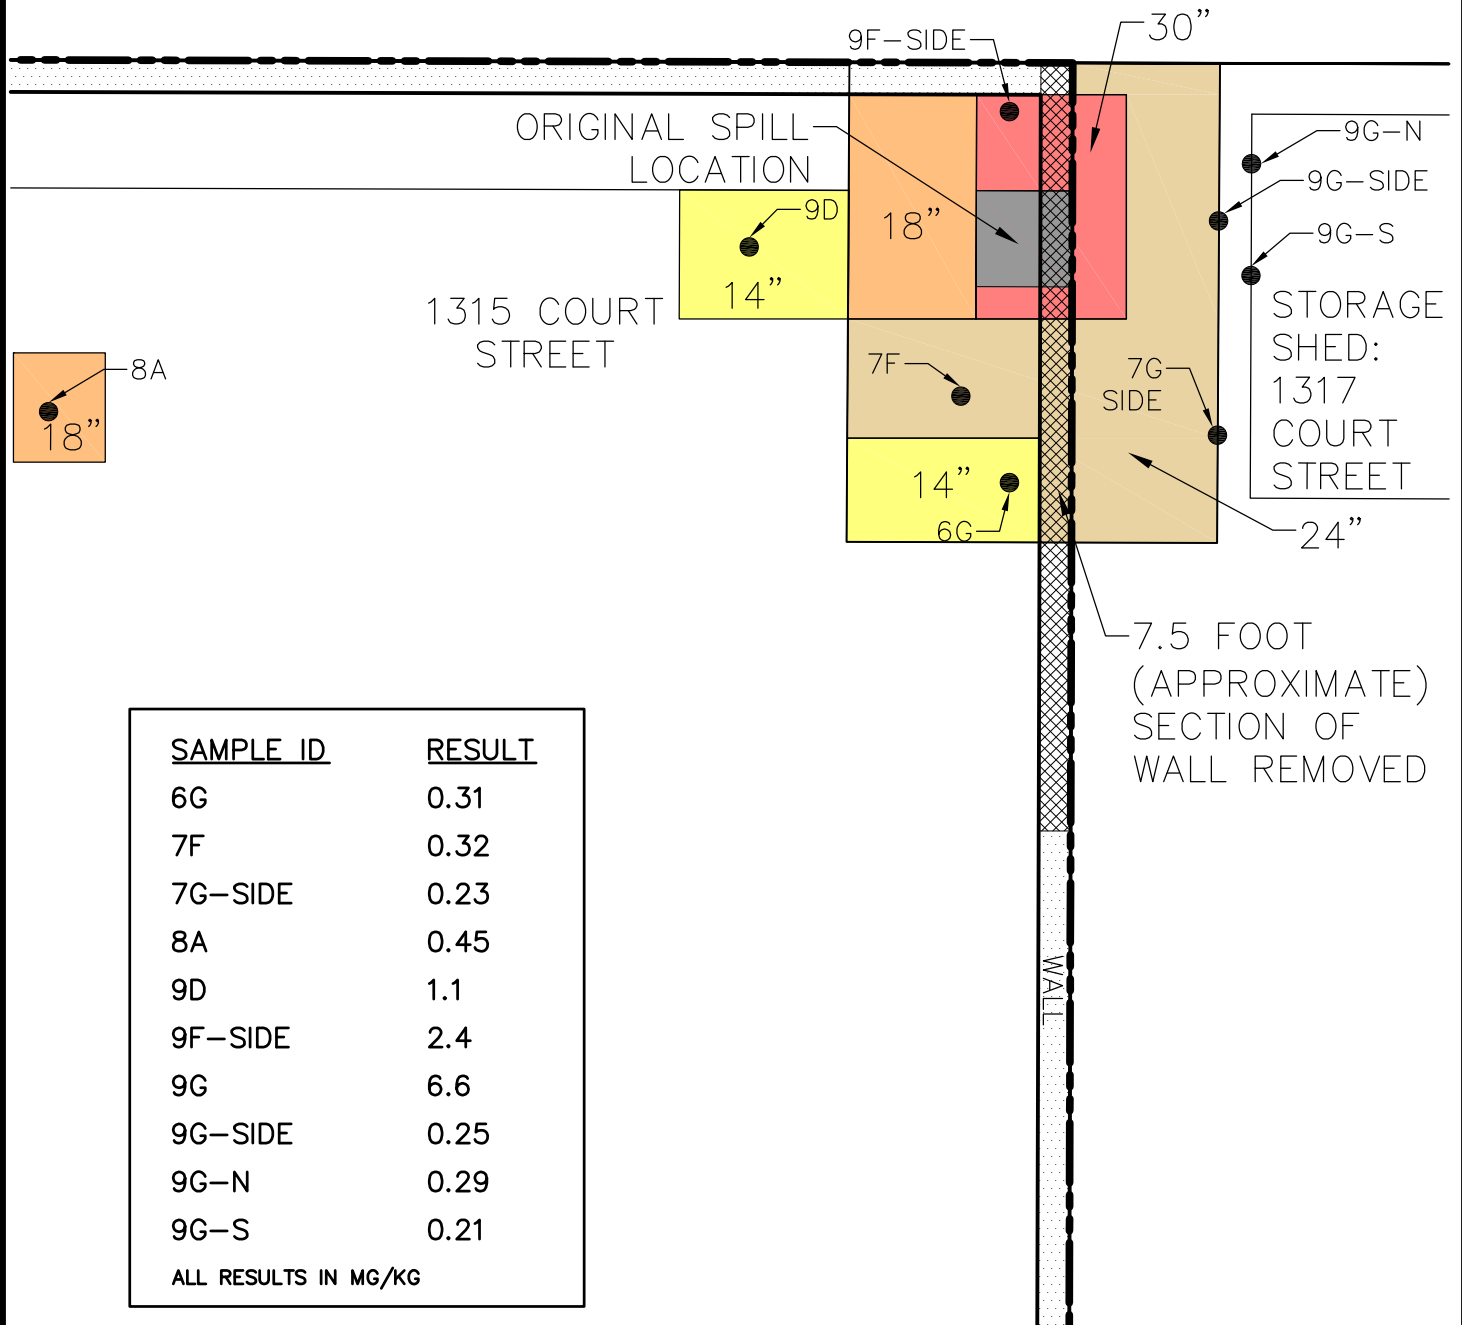 30”
9F-SIDE
ORIGINAL SPILL
LOCATION
9G-N
9G-SIDE
9G-S
9D
18”
14”
1315 COURT
STREET
STORAGE
SHED:
1317
COURT
STREET
8A
18”
7F
7G
SIDE
14”
6G
24”
7.5 FOOT
(APPROXIMATE)
SECTION OF
WALL REMOVED
WALL
SAMPLE ID RESULT
6G 0.31
7F 0.32
7G-SIDE 0.23
8A 0.45
9D 1.1
9F-SIDE 2.4
9G 6.6
9G-SIDE 0.25
9G-N 0.29
9G-S 0.21
ALL RESULTS IN MG/KG